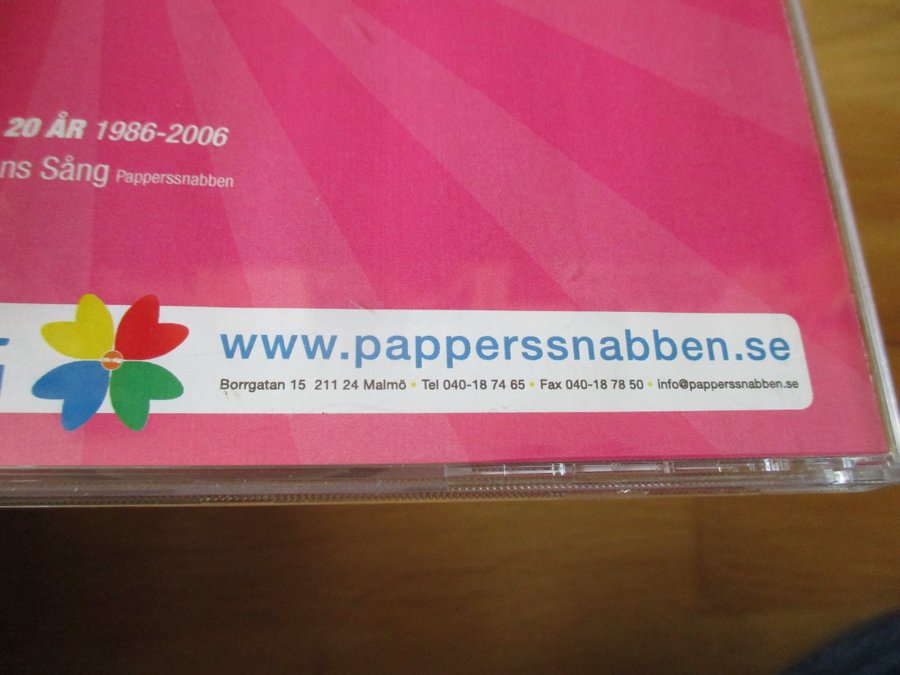 20 ÅR 1986-2006
ns Sång Papperssnabben
www.papperssnabben.se
Borrgatan 15 211 24 Malmö • Tel 040-18 74 65 • Fax 040-18 78 50 • info@papperssnabben.se